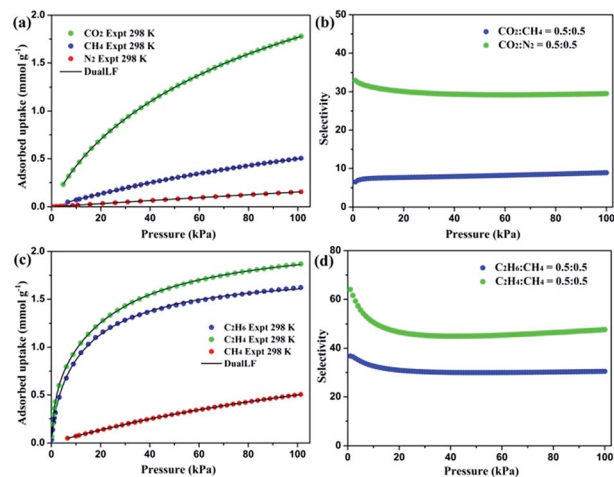 (a)
CO₂ Expt 298 K
CH₄ Expt 298 K
N₂ Expt 298 K
DualLF
Adsorbed uptake (mmol g⁻¹)
2.0
1.5
1.0
0.5
0.0
0 20 40 60 80 100
Pressure (kPa)
(b)
CO₂:CH₄ = 0.5:0.5
CO₂:N₂ = 0.5:0.5
Selectivity
50
40
30
20
10
0
0 20 40 60 80 100
Pressure (kPa)
(c)
C₂H₆ Expt 298 K
C₂H₄ Expt 298 K
CH₄ Expt 298 K
DualLF
Adsorbed uptake (mmol g⁻¹)
2.0
1.5
1.0
0.5
0.0
0 20 40 60 80 100
Pressure (kPa)
(d)
C₂H₆:CH₄ = 0.5:0.5
C₂H₄:CH₄ = 0.5:0.5
Selectivity
80
60
40
20
0
0 20 40 60 80 100
Pressure (kPa)